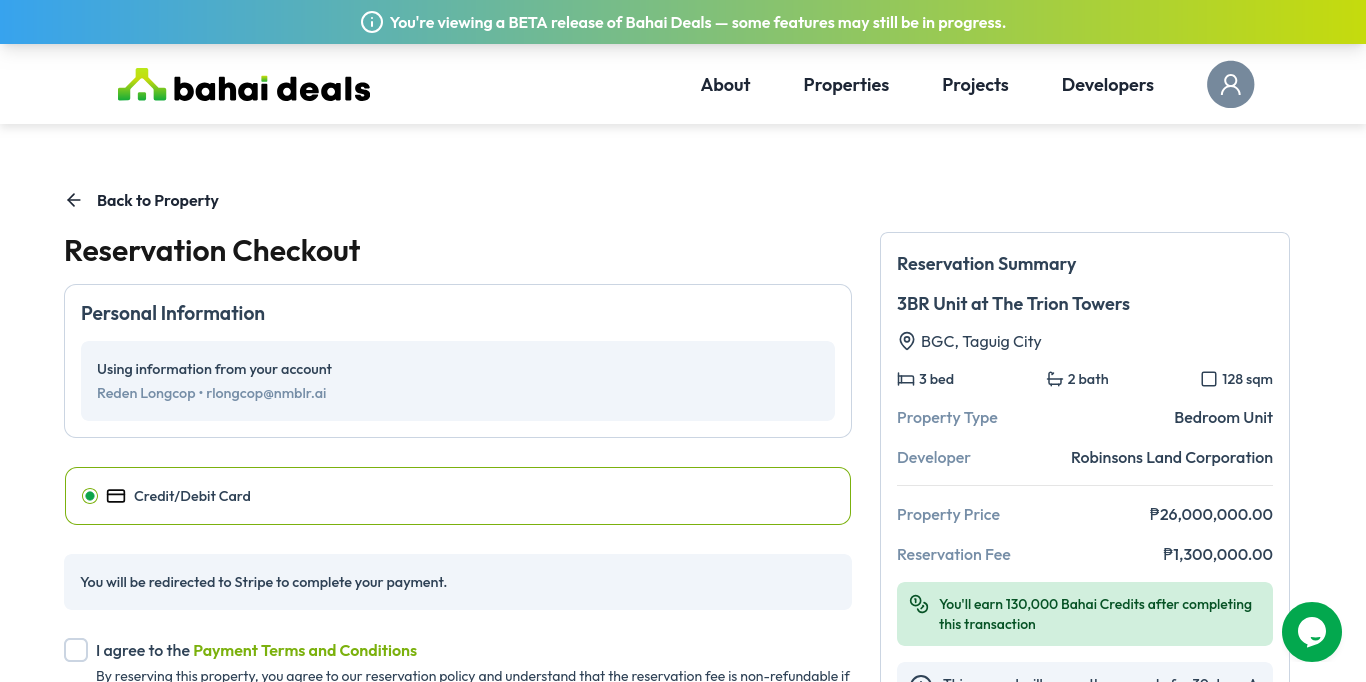 You're viewing a BETA release of Bahai Deals — some features may still be in progress.
bahai deals
About
Properties
Projects
Developers
Back to Property
Reservation Checkout
Personal Information
Using information from your account
Reden Longcop • rlongcop@nmblr.ai
Credit/Debit Card
You will be redirected to Stripe to complete your payment.
I agree to the Payment Terms and Conditions
By reserving this property, you agree to our reservation policy and understand that the reservation fee is non-refundable if
Reservation Summary
3BR Unit at The Trion Towers
BGC, Taguig City
3 bed
2 bath
128 sqm
Property Type
Bedroom Unit
Developer
Robinsons Land Corporation
Property Price
₱26,000,000.00
Reservation Fee
₱1,300,000.00
You'll earn 130,000 Bahai Credits after completing
this transaction